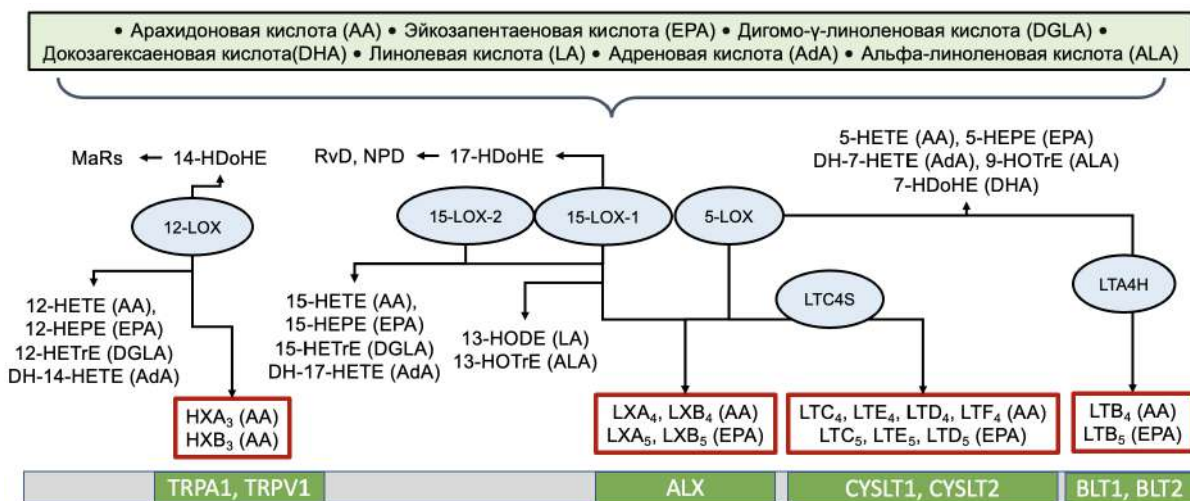 • Арахидоновая кислота (AA) • Эйкозапентаеновая кислота (EPA) • Дигомо-γ-линоленовая кислота (DGLA) •
Докозагексаеновая кислота(DHA) • Линолевая кислота (LA) • Адреновая кислота (AdA) • Альфа-линоленовая кислота (ALA)
MaRs
14-HDoHE
RvD, NPD
17-HDoHE
5-HETE (AA), 5-HEPE (EPA)
DH-7-HETE (AdA), 9-HOTrE (ALA)
7-HDoHE (DHA)
12-LOX
15-LOX-2
15-LOX-1
5-LOX
LTC4S
LTA4H
12-HETE (AA),
12-HEPE (EPA)
12-HETrE (DGLA)
DH-14-HETE (AdA)
15-HETE (AA),
15-HEPE (EPA)
15-HETrE (DGLA)
DH-17-HETE (AdA)
13-HODE (LA)
13-HOTrE (ALA)
HXA₃ (AA)
HXB₃ (AA)
LXA₄, LXB₄ (AA)
LXA₅, LXB₅ (EPA)
LTC₄, LTE₄, LTD₄, LTF₄ (AA)
LTC₅, LTE₅, LTD₅ (EPA)
LTB₄ (AA)
LTB₅ (EPA)
TRPA1, TRPV1
ALX
CYSLT1, CYSLT2
BLT1, BLT2